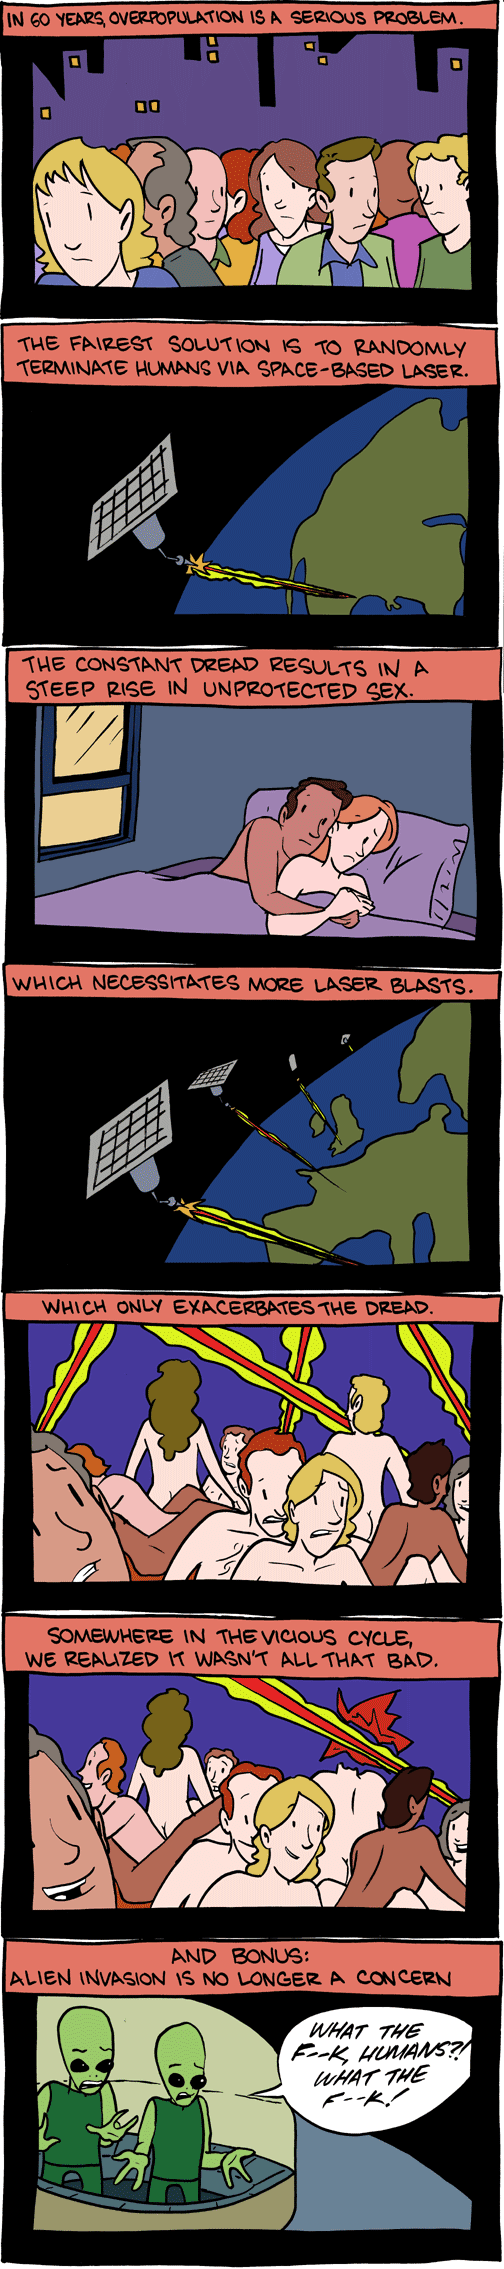 IN 60 YEARS, OVERPOPULATION IS A SERIOUS PROBLEM.
THE FAIREST SOLUTION IS TO RANDOMLY
TERMINATE HUMANS VIA SPACE-BASED LASER.
THE CONSTANT DREAD RESULTS IN A
STEEP RISE IN UNPROTECTED SEX.
WHICH NECESSITATES MORE LASER BLASTS.
WHICH ONLY EXACERBATES THE DREAD.
SOMEWHERE IN THE VICIOUS CYCLE,
WE REALIZED IT WASN'T ALL THAT BAD.
AND BONUS:
ALIEN INVASION IS NO LONGER A CONCERN
WHAT THE
F--K, HUMANS?!
WHAT THE
F--K!